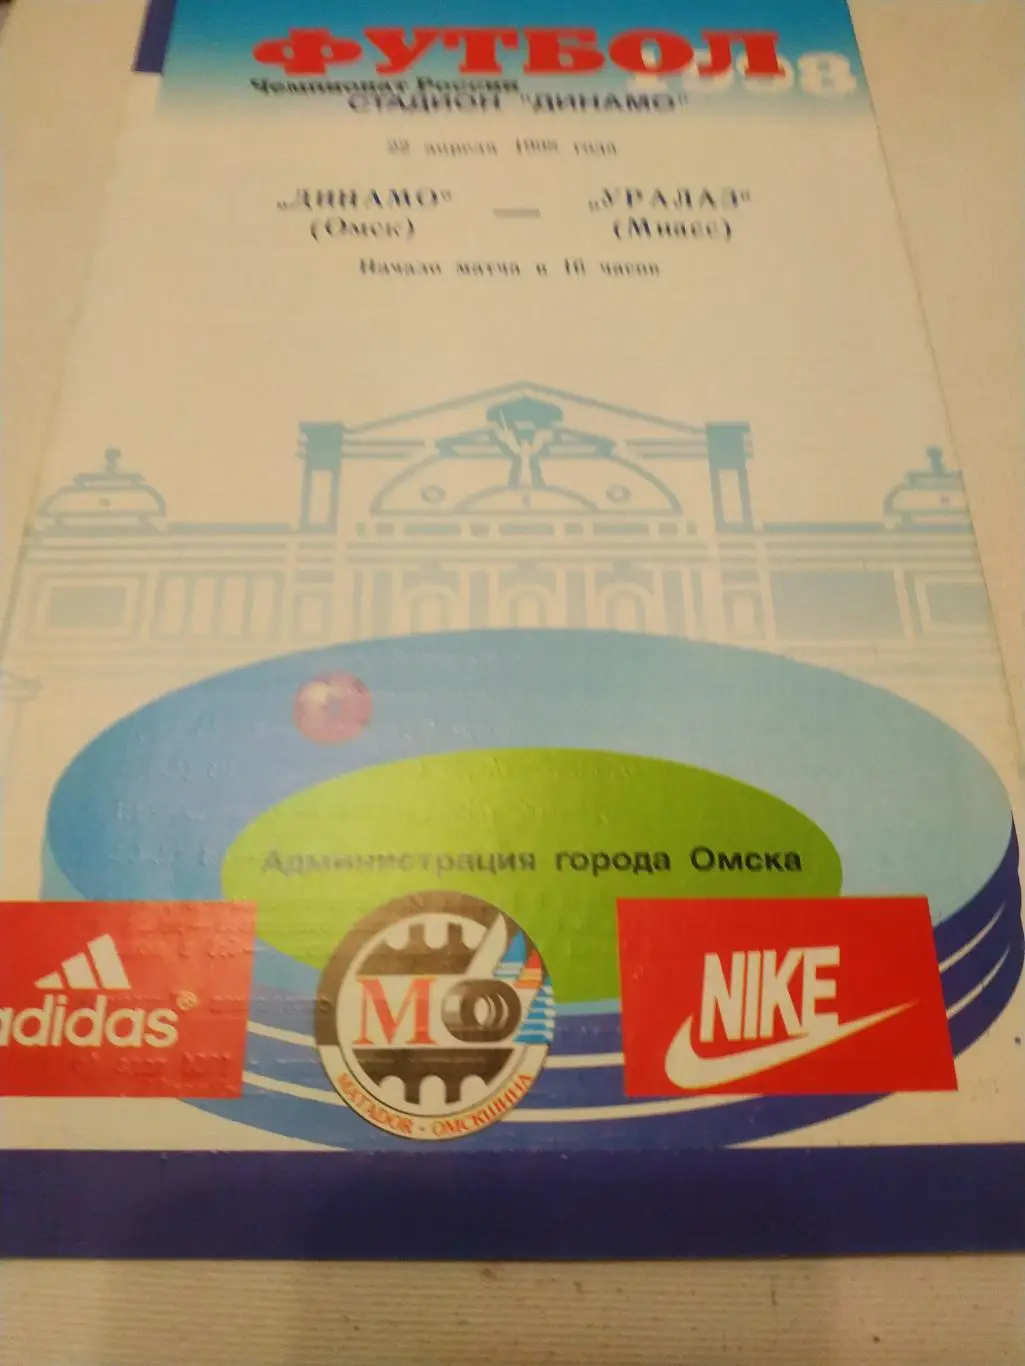 ФУТБОЛ
1998
Чемпионат России
СТАДИОН "ДИНАМО"
22 апреля 1998 года
„ДИНАМО" — „УРАЛАЗ"
(Омск) (Миасс)
Начало матча в 16 часов
Администрация города Омска
adidas®
М
NIKE
MATADOR - ОМСКШИНА